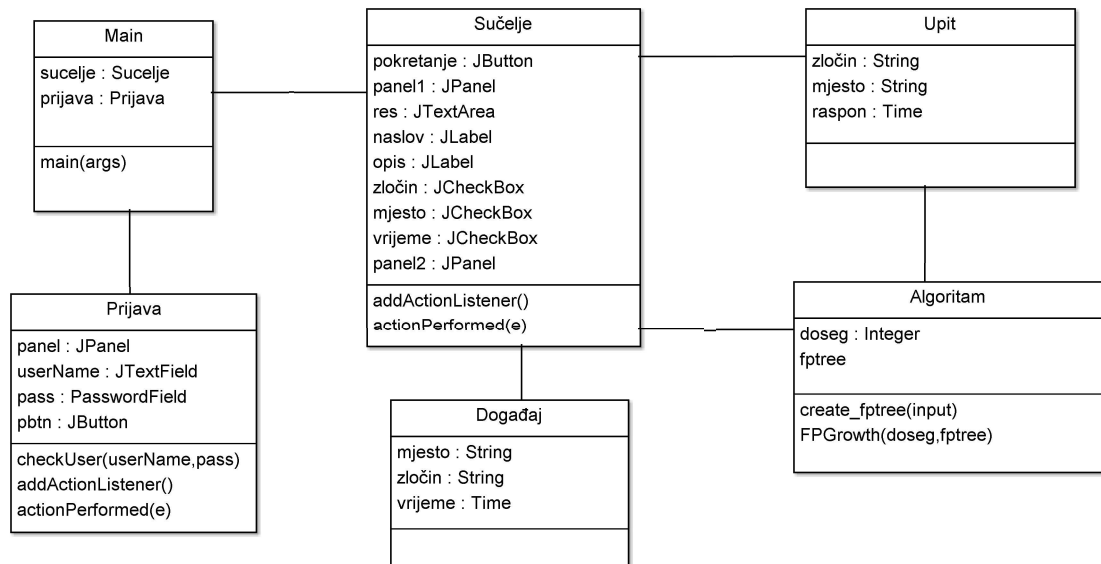 Main
sucelje : Sucelje
prijava : Prijava
main(args)
Sučelje
pokretanje : JButton
panel1 : JPanel
res : JTextArea
naslov : JLabel
opis : JLabel
zločin : JCheckBox
mjesto : JCheckBox
vrijeme : JCheckBox
panel2 : JPanel
addActionListener()
actionPerformed(e)
Upit
zločin : String
mjesto : String
raspon : Time
Prijava
panel : JPanel
userName : JTextField
pass : PasswordField
pbtn : JButton
checkUser(userName,pass)
addActionListener()
actionPerformed(e)
Događaj
mjesto : String
zločin : String
vrijeme : Time
Algoritam
doseg : Integer
fptree
create_fptree(input)
FPGrowth(doseg,fptree)